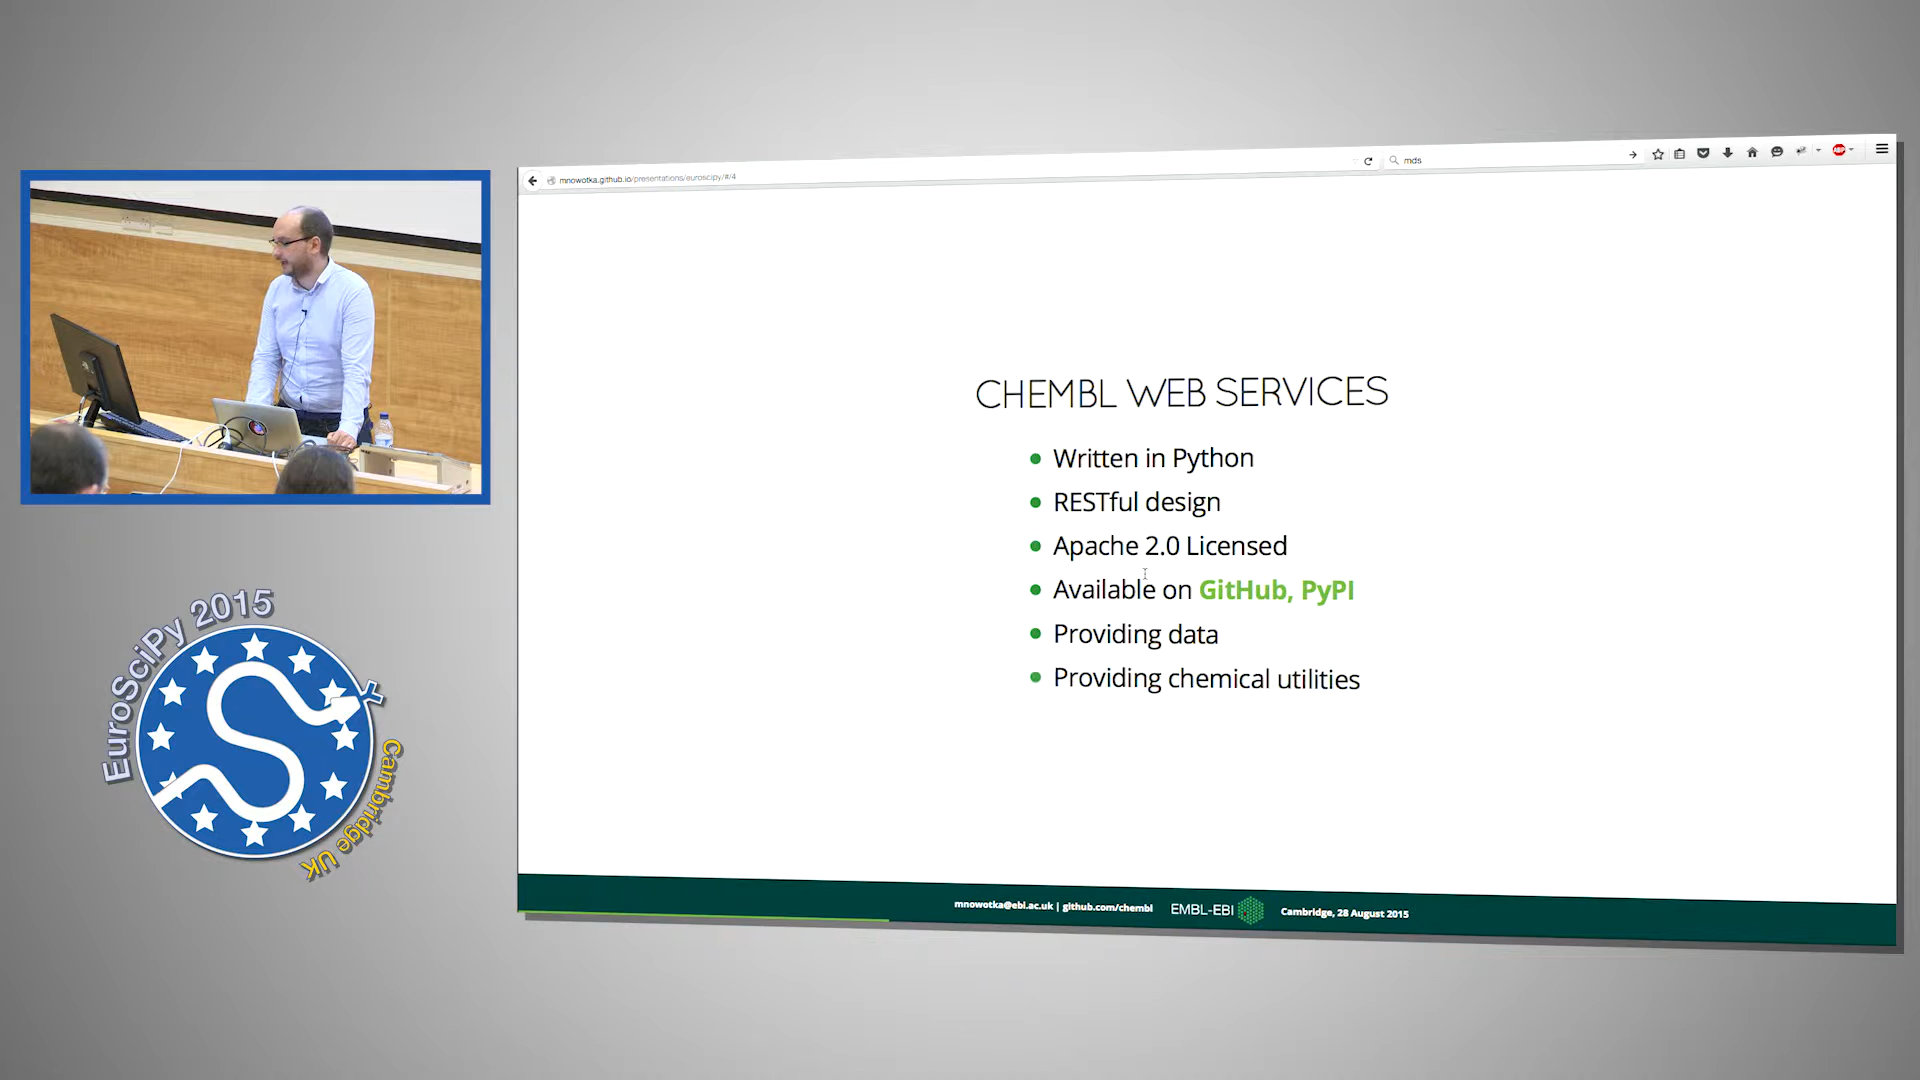 mnowotka.github.io/presentations/euroscipy/#/4
mds
CHEMBL WEB SERVICES
Written in Python
RESTful design
Apache 2.0 Licensed
Available on GitHub, PyPI
Providing data
Providing chemical utilities
mnowotka@ebi.ac.uk | github.com/chembl
EMBL-EBI
Cambridge, 28 August 2015
EuroSciPy 2015
Cambridge UK
ABP